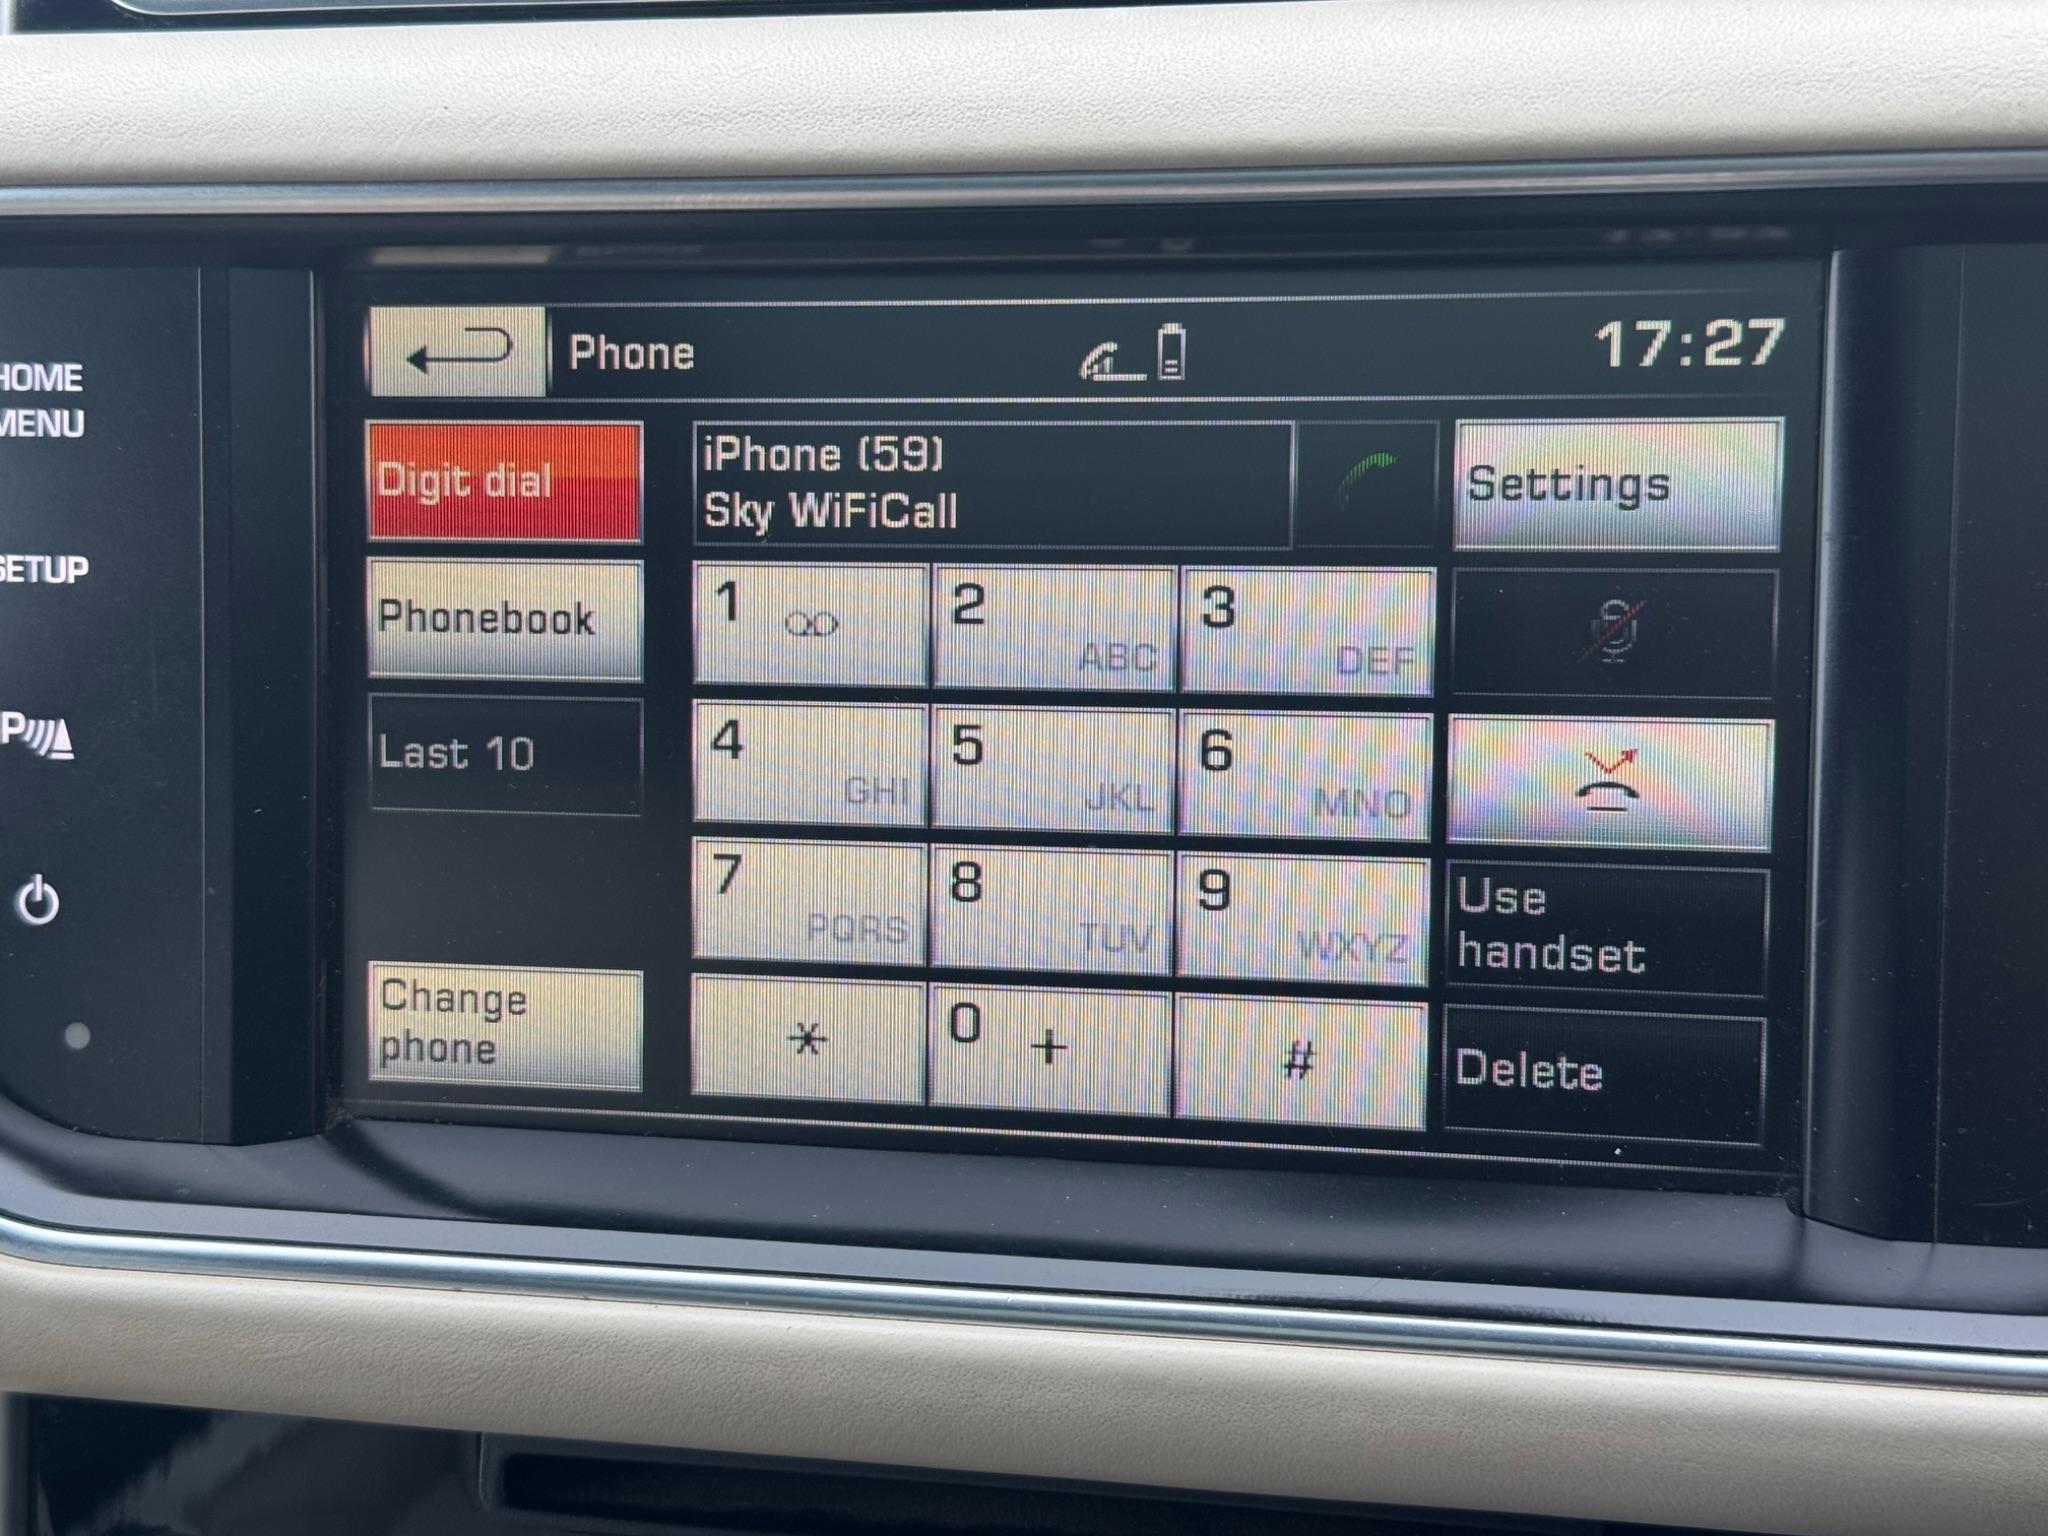 HOME
MENU
SETUP
P
Phone
17:27
Digit dial
iPhone (59)
Sky WiFiCall
Settings
Phonebook
1
2 ABC
3 DEF
Last 10
4 GHI
5 JKL
6 MNO
7 PQRS
8 TUV
9 WXYZ
Use
handset
Change
phone
*
0 +
#
Delete